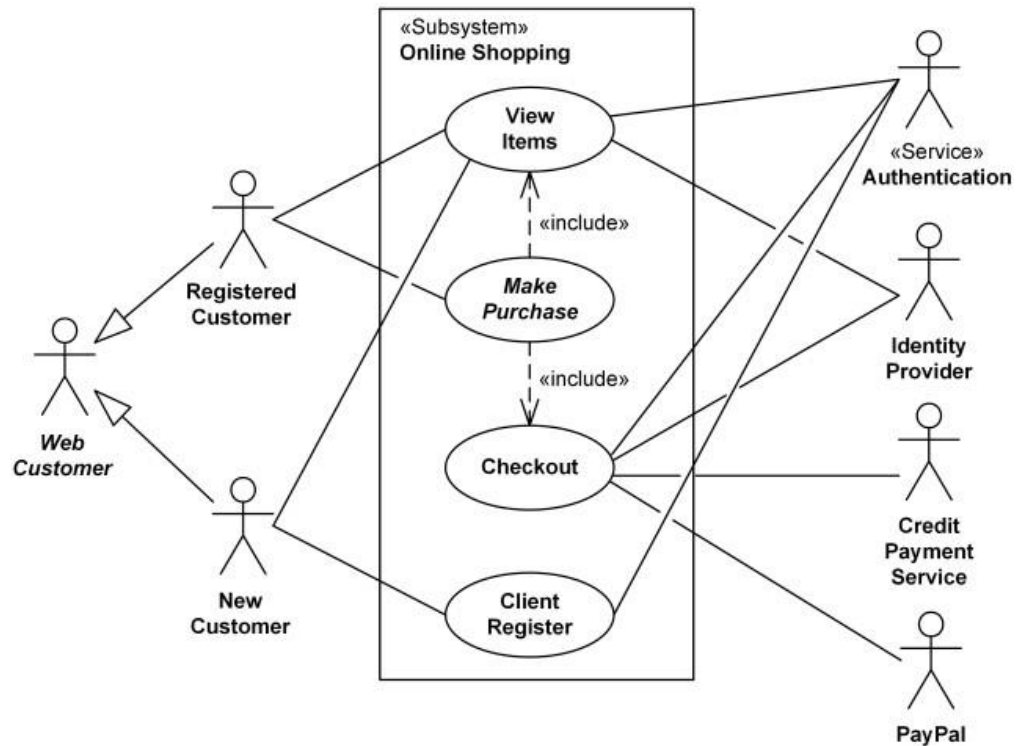 «Subsystem»
Online Shopping
View
Items
«include»
Make
Purchase
«include»
Checkout
Client
Register
Registered
Customer
Web
Customer
New
Customer
«Service»
Authentication
Identity
Provider
Credit
Payment
Service
PayPal